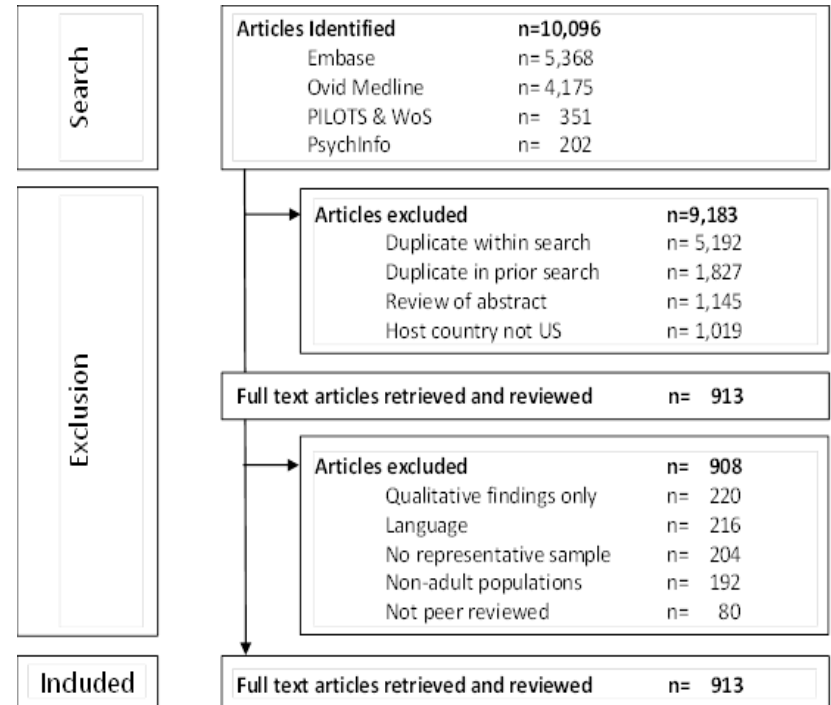 Search
Articles Identified n=10,096
Embase n= 5,368
Ovid Medline n= 4,175
PILOTS & WoS n= 351
PsychInfo n= 202
Exclusion
Articles excluded n=9,183
Duplicate within search n= 5,192
Duplicate in prior search n= 1,827
Review of abstract n= 1,145
Host country not US n= 1,019
Full text articles retrieved and reviewed n= 913
Articles excluded n= 908
Qualitative findings only n= 220
Language n= 216
No representative sample n= 204
Non-adult populations n= 192
Not peer reviewed n= 80
Included
Full text articles retrieved and reviewed n= 913